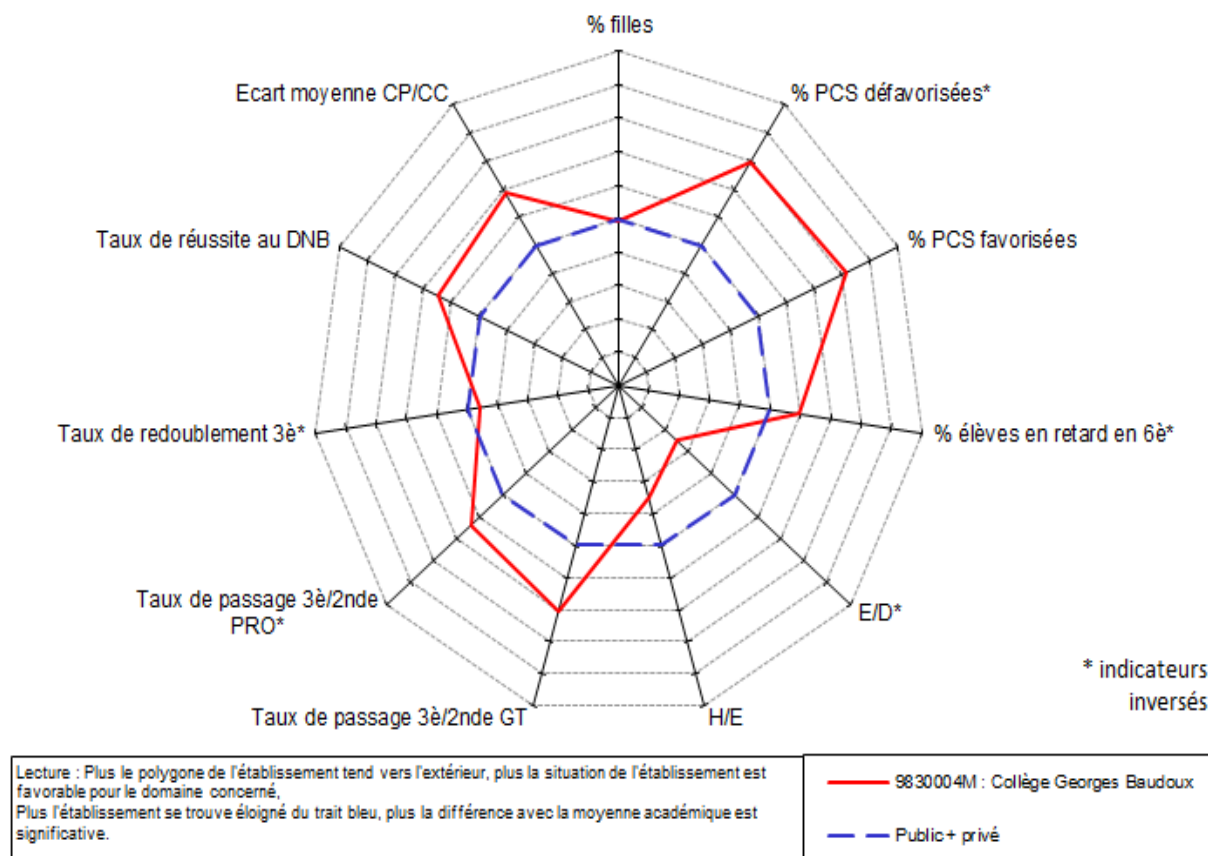 % filles
Ecart moyenne CP/CC
% PCS défavorisées*
Taux de réussite au DNB
% PCS favorisées
Taux de redoublement 3è*
% élèves en retard en 6è*
Taux de passage 3è/2nde
PRO*
E/D*
Taux de passage 3è/2nde GT
H/E
* indicateurs
inversés
Lecture : Plus le polygone de l'établissement tend vers l'extérieur, plus la situation de l'établissement est
favorable pour le domaine concerné,
Plus l'établissement se trouve éloigné du trait bleu, plus la différence avec la moyenne académique est
significative.
9830004M : Collège Georges Baudoux
Public + privé